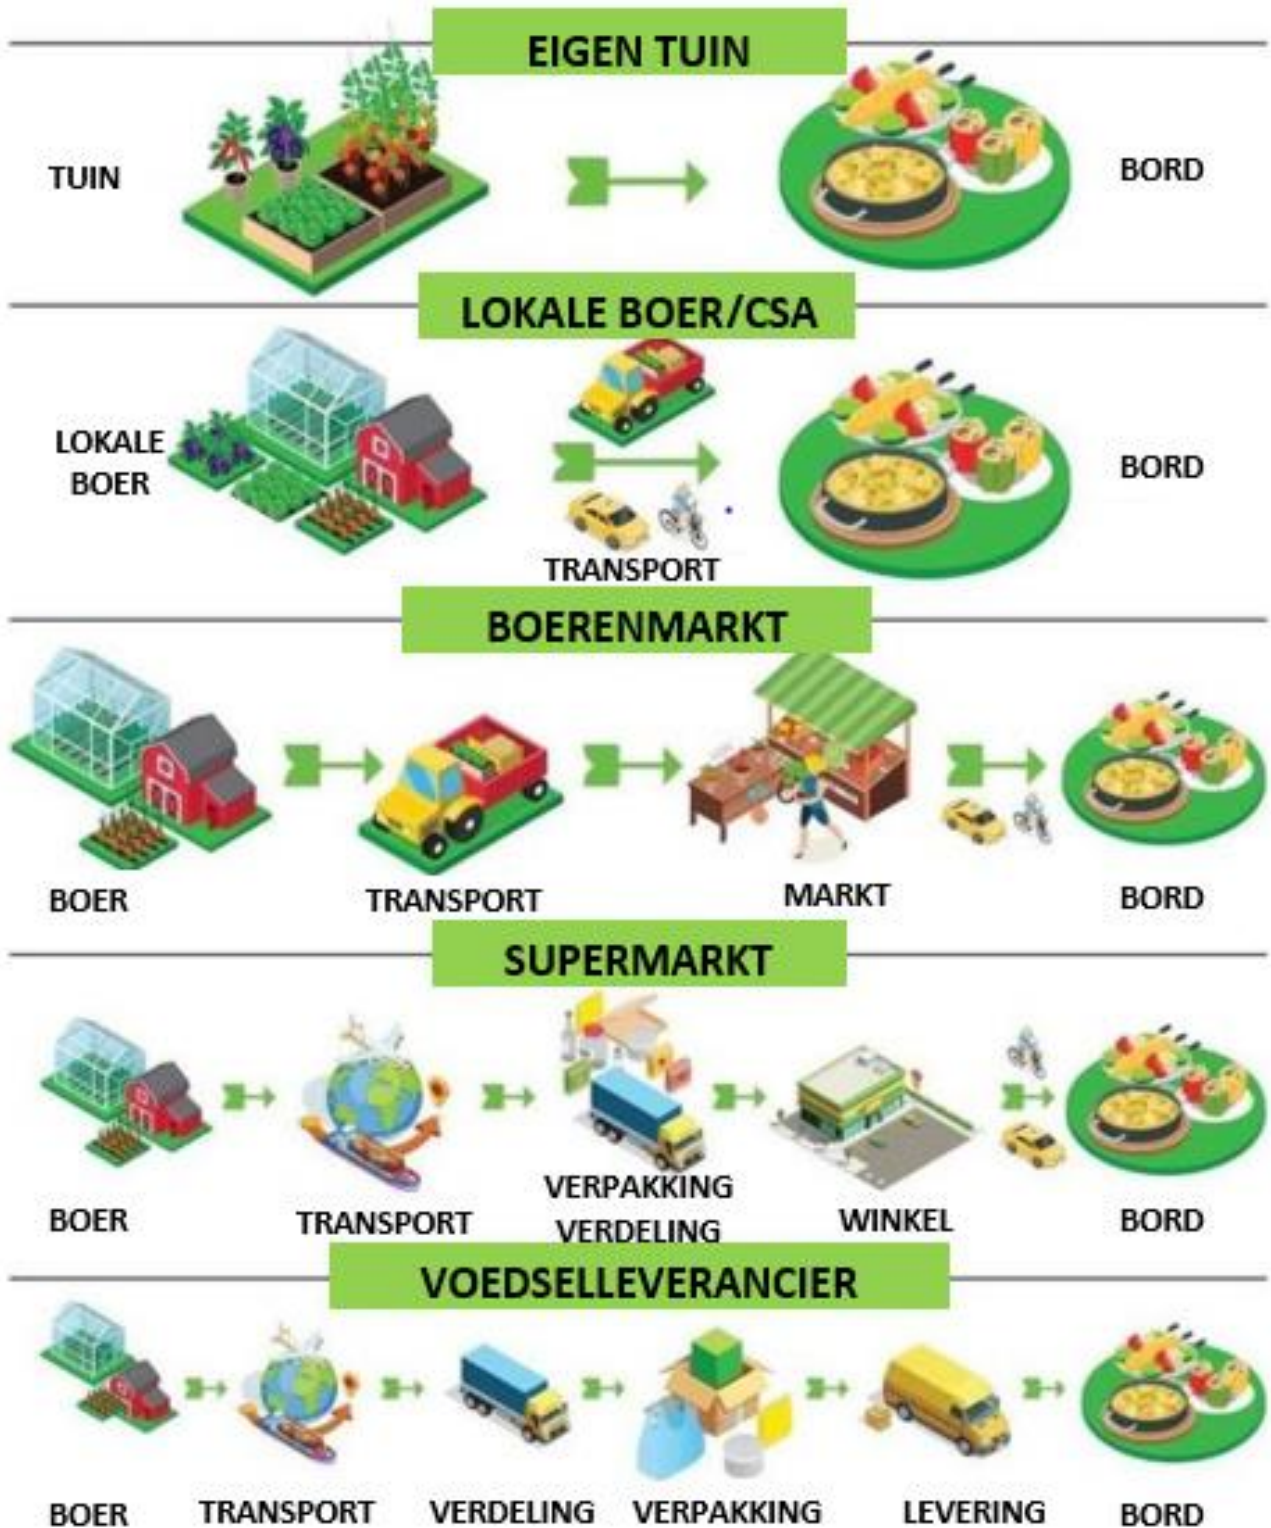 EIGEN TUIN
TUIN
BORD
LOKALE BOER/CSA
LOKALE
BOER
BORD
TRANSPORT
BOERENMARKT
BOER
TRANSPORT
MARKT
BORD
SUPERMARKT
VERPAKKING
BOER
TRANSPORT
VERDELING
WINKEL
BORD
VOEDSELLEVERANCIER
BOER
TRANSPORT
VERDELING
VERPAKKING
LEVERING
BORD